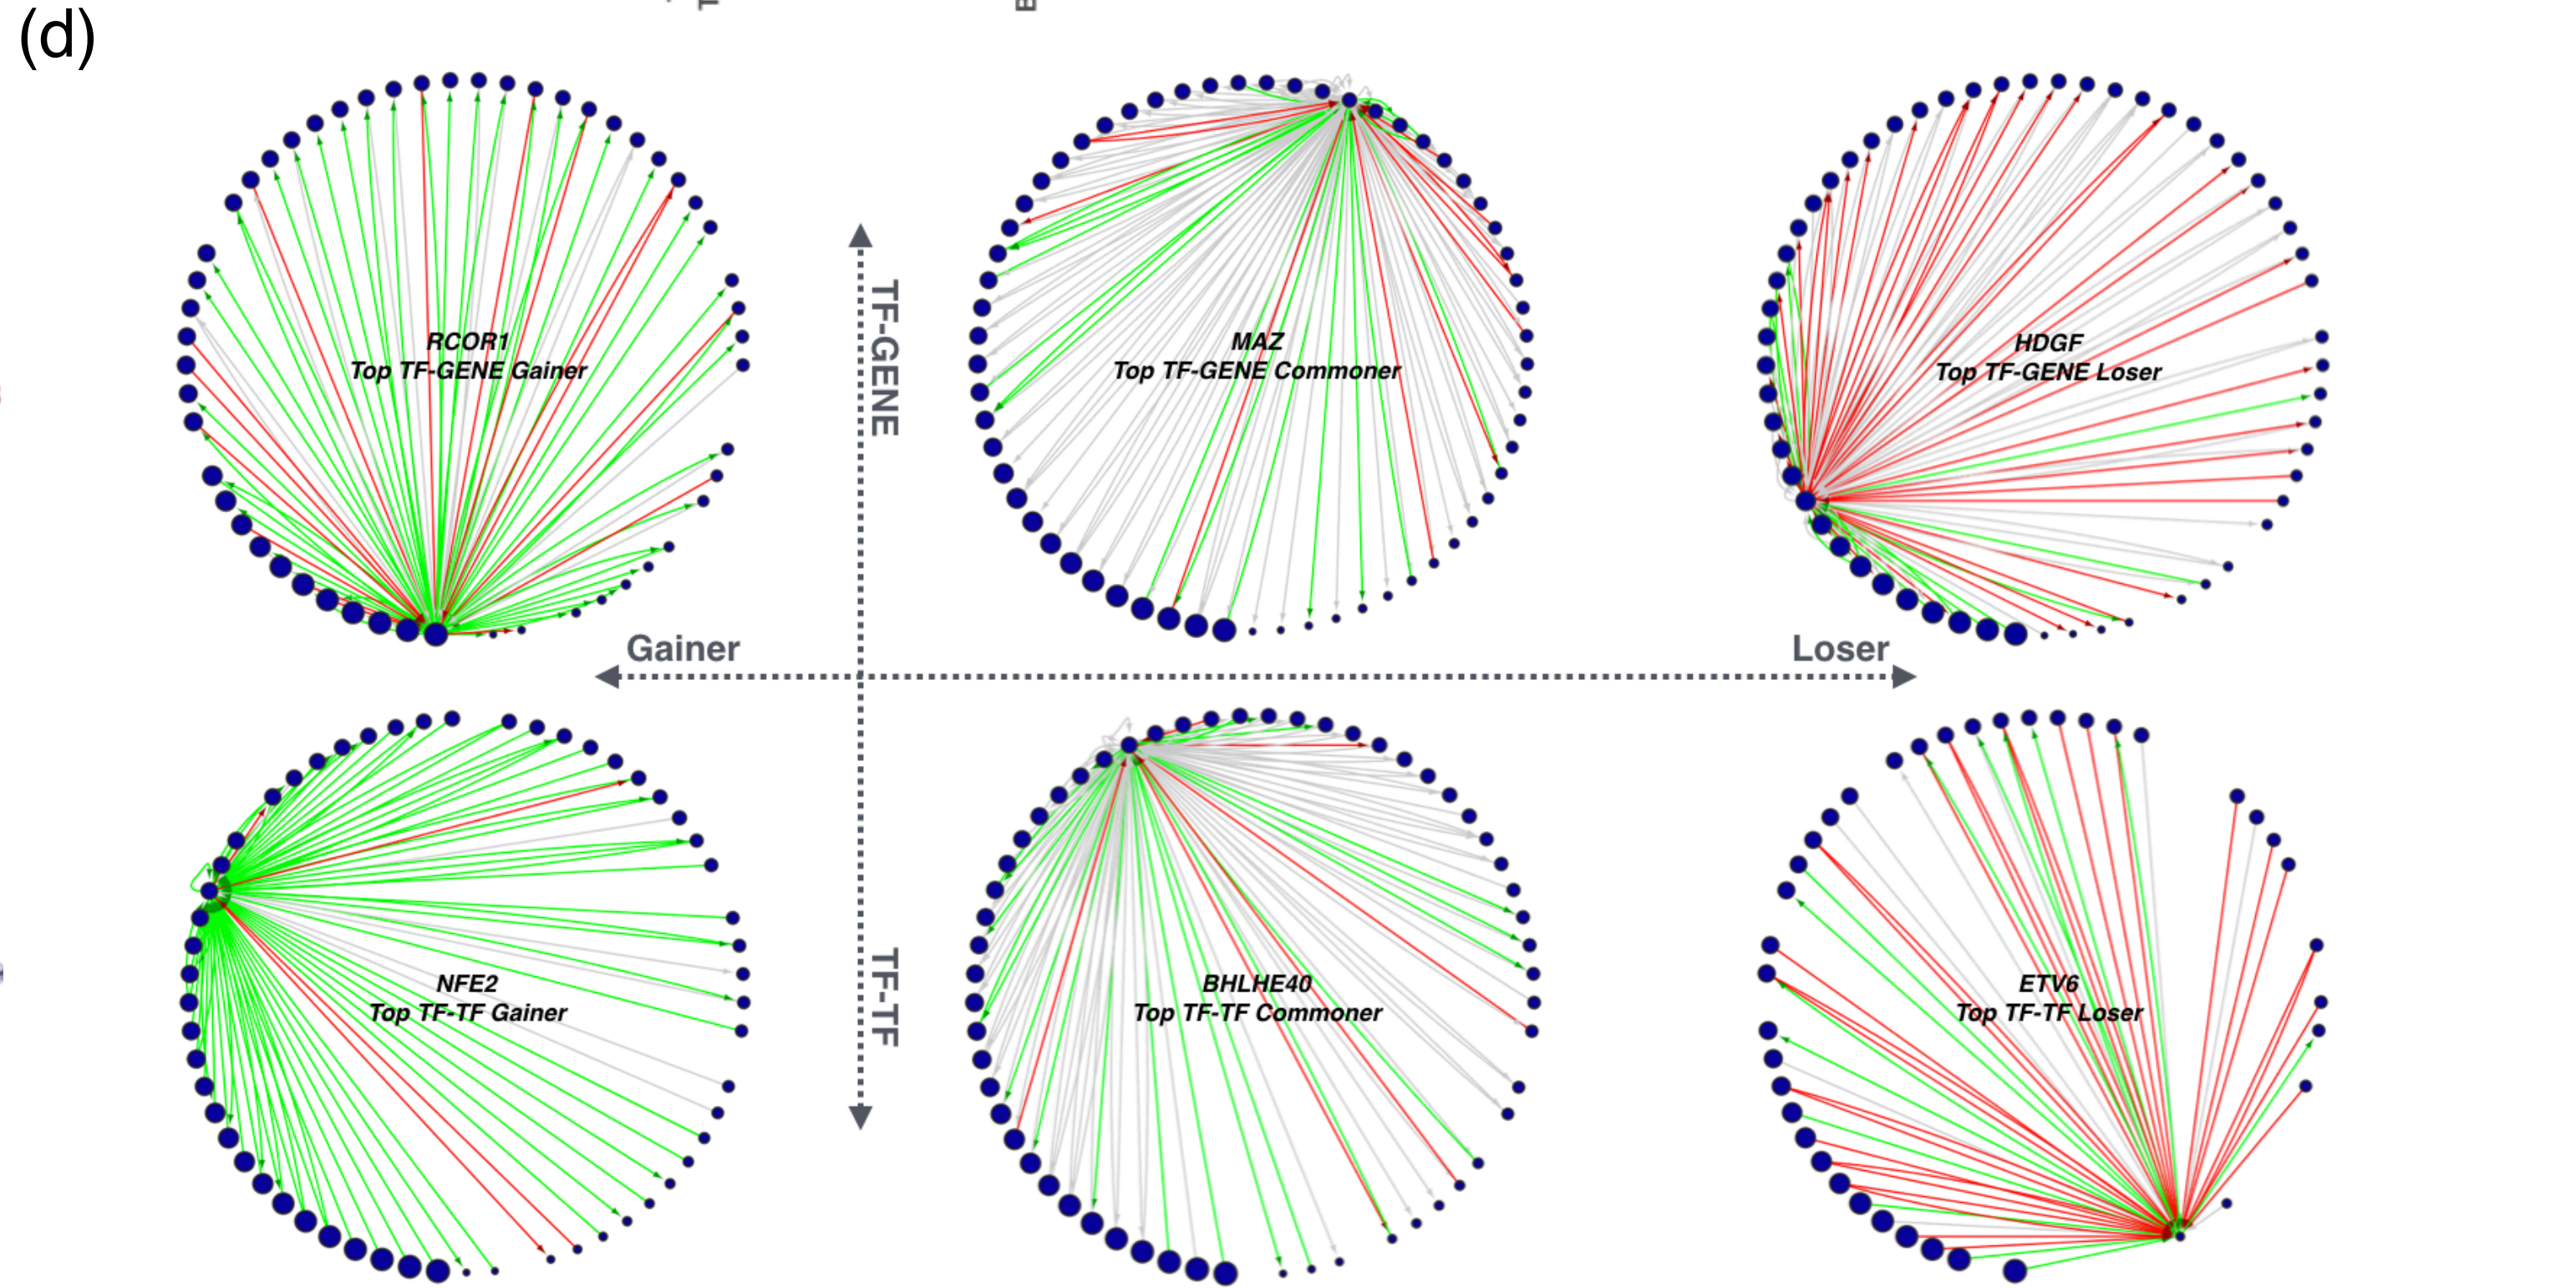 (d)
RCOR1
Top TF-GENE Gainer
MAZ
Top TF-GENE Commoner
HDGF
Top TF-GENE Loser
TF-GENE
Gainer
Loser
TF-TF
NFE2
Top TF-TF Gainer
BHLHE40
Top TF-TF Commoner
ETV6
Top TF-TF Loser